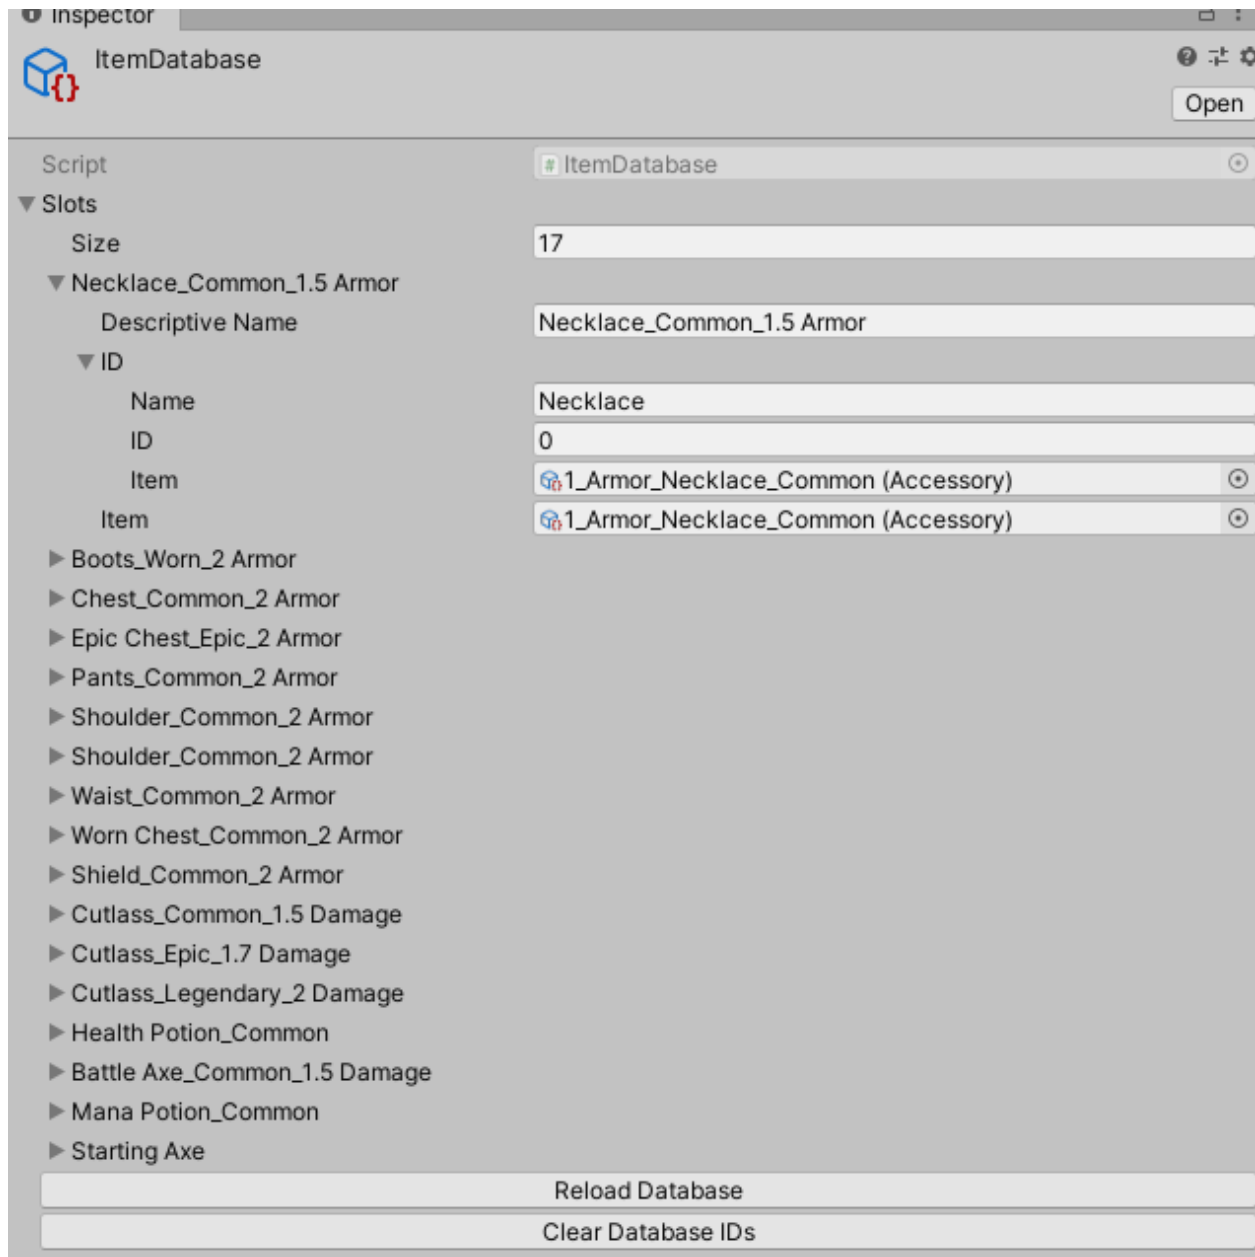 Inspector
ItemDatabase
Open
Script # ItemDatabase
Slots
Size 17
Necklace_Common_1.5 Armor
Descriptive Name Necklace_Common_1.5 Armor
ID
Name Necklace
ID 0
Item 1_Armor_Necklace_Common (Accessory)
Item 1_Armor_Necklace_Common (Accessory)
Boots_Worn_2 Armor
Chest_Common_2 Armor
Epic Chest_Epic_2 Armor
Pants_Common_2 Armor
Shoulder_Common_2 Armor
Shoulder_Common_2 Armor
Waist_Common_2 Armor
Worn Chest_Common_2 Armor
Shield_Common_2 Armor
Cutlass_Common_1.5 Damage
Cutlass_Epic_1.7 Damage
Cutlass_Legendary_2 Damage
Health Potion_Common
Battle Axe_Common_1.5 Damage
Mana Potion_Common
Starting Axe
Reload Database
Clear Database IDs